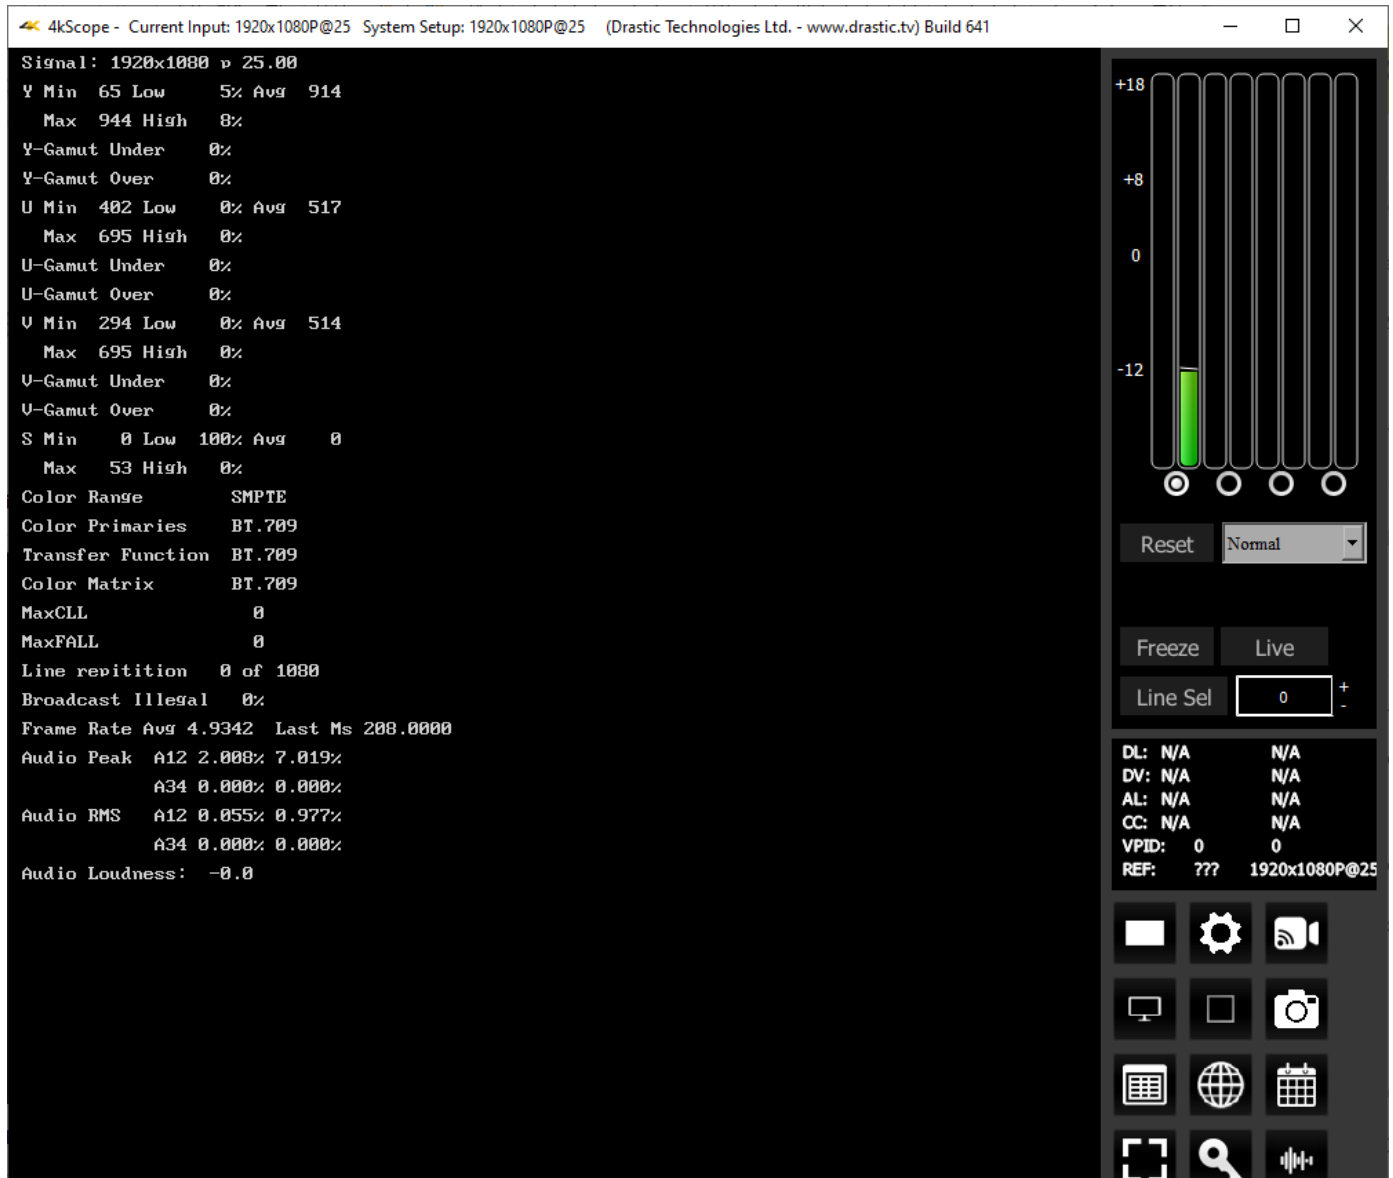 4kScope - Current Input: 1920x1080P@25 System Setup: 1920x1080P@25 (Drastic Technologies Ltd. - www.drastic.tv) Build 641
Signal: 1920x1080 p 25.00
Y Min 65 Low 5% Avg 914
Max 944 High 8%
Y-Gamut Under 0%
Y-Gamut Over 0%
U Min 402 Low 0% Avg 517
Max 695 High 0%
U-Gamut Under 0%
U-Gamut Over 0%
V Min 294 Low 0% Avg 514
Max 695 High 0%
V-Gamut Under 0%
V-Gamut Over 0%
S Min 0 Low 100% Avg 0
Max 53 High 0%
Color Range SMPTE
Color Primaries BT.709
Transfer Function BT.709
Color Matrix BT.709
MaxCLL 0
MaxFALL 0
Line repitition 0 of 1080
Broadcast Illegal 0%
Frame Rate Avg 4.9342 Last Ms 208.0000
Audio Peak A12 2.008% 7.019%
A34 0.000% 0.000%
Audio RMS A12 0.055% 0.977%
A34 0.000% 0.000%
Audio Loudness: -0.0
+18
+8
0
-12
Reset Normal
Freeze Live
Line Sel 0 + -
DL: N/A N/A
DV: N/A N/A
AL: N/A N/A
CC: N/A N/A
VPID: 0 0
REF: ??? 1920x1080P@25